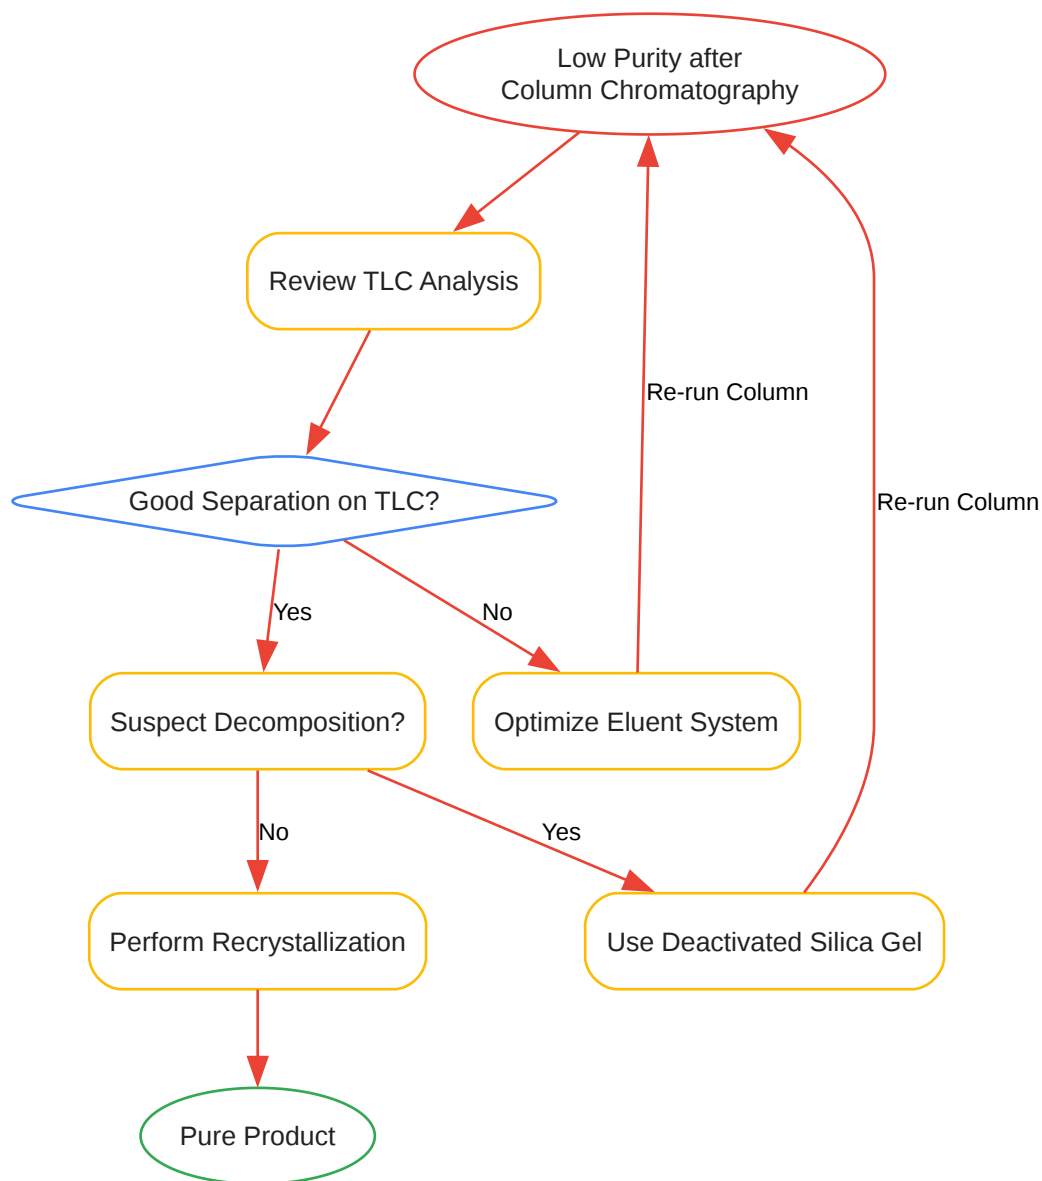 Low Purity after
Column Chromatography
Review TLC Analysis
Re-run Column
Good Separation on TLC?
Re-run Column
Yes
No
Suspect Decomposition?
Optimize Eluent System
No
Yes
Perform Recrystallization
Use Deactivated Silica Gel
Pure Product